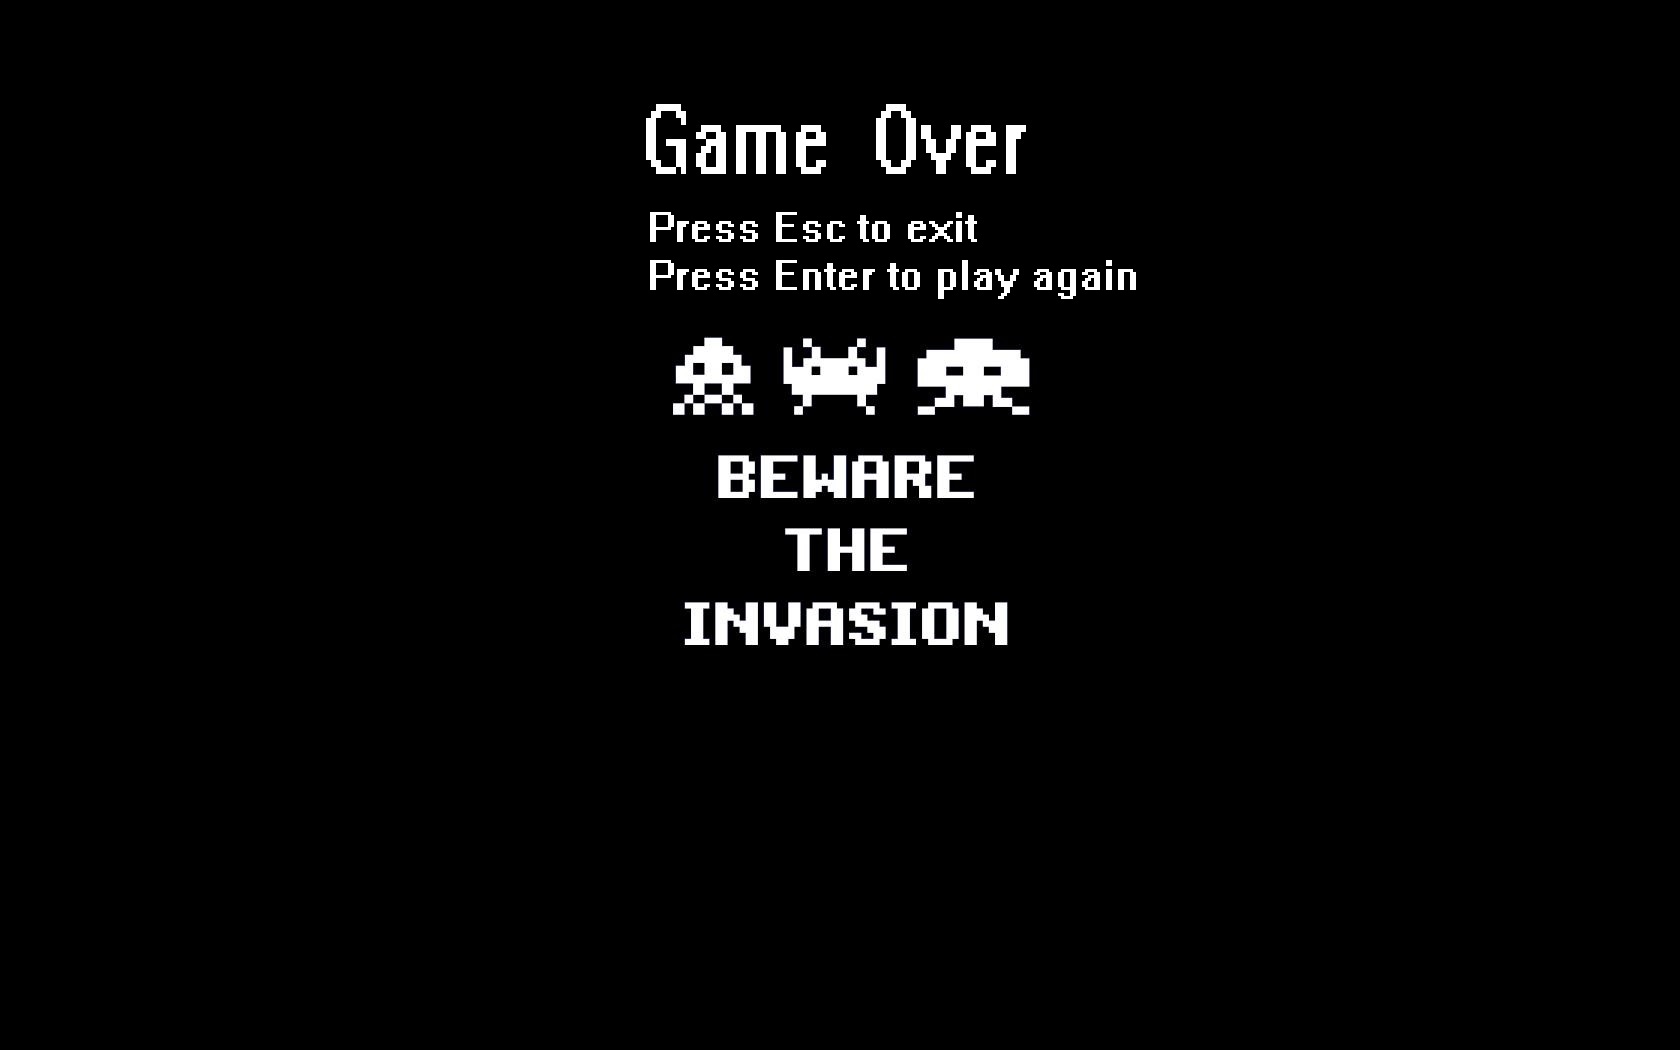 Game Over
Press Esc to exit
Press Enter to play again
BEWARE
THE
INVASION